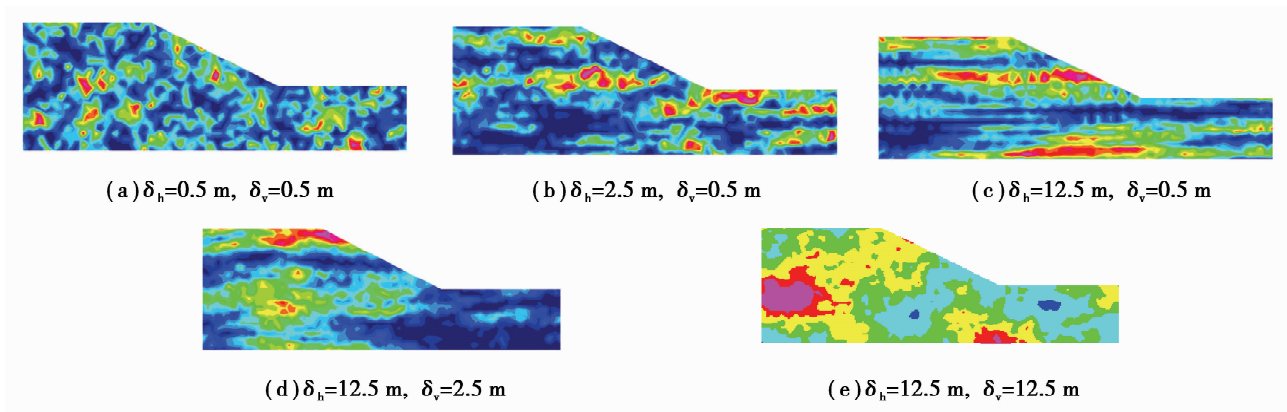 (a)δh=0.5 m, δv=0.5 m
(b)δh=2.5 m, δv=0.5 m
(c)δh=12.5 m, δv=0.5 m
(d)δh=12.5 m, δv=2.5 m
(e)δh=12.5 m, δv=12.5 m